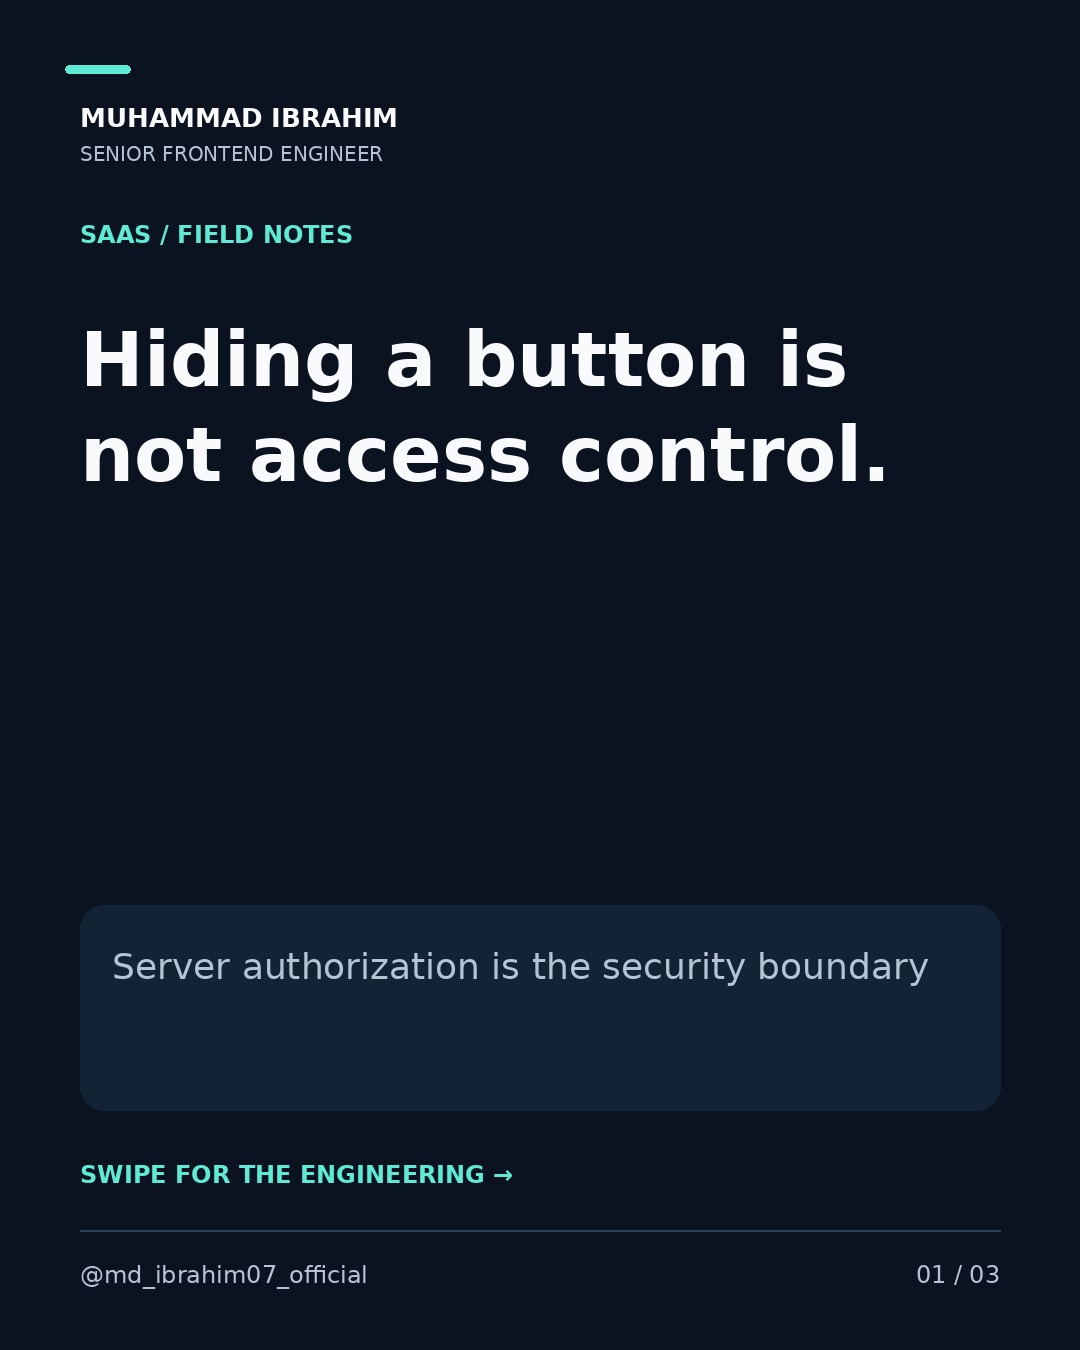 MUHAMMAD IBRAHIM
SENIOR FRONTEND ENGINEER
SAAS / FIELD NOTES
Hiding a button is
not access control.
Server authorization is the security boundary
SWIPE FOR THE ENGINEERING →
@md_ibrahim07_official
01 / 03